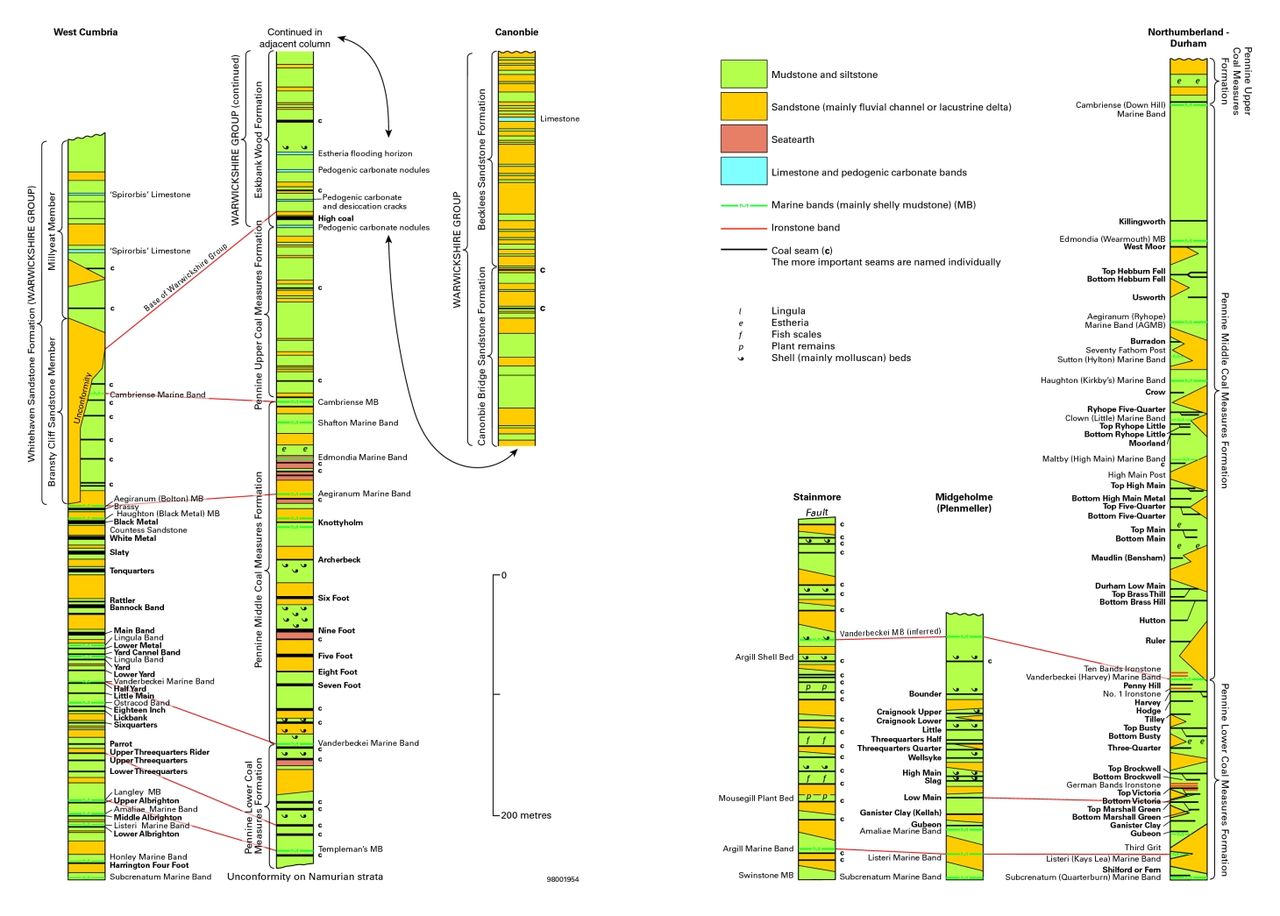 West Cumbria
Whitehaven Sandstone Formation (WARWICKSHIRE GROUP)
Millyeat Member
Bransty Cliff Sandstone Member
'Spirorbis' Limestone
'Spirorbis' Limestone
c
c
Unconformity
c
Cambriense Marine Band
c
c
c
c
c
Aegiranum (Bolton) MB
Brassy
Haughton (Black Metal) MB
Black Metal
Countess Sandstone
White Metal
Slaty
Tenquarters
Rattler
Bannock Band
Main Band
Lingula Band
Lower Metal
Yard Cannel Band
Lingula Band
Yard
Lower Yard
Vanderbeckei Marine Band
Half Yard
Little Main
Ostracod Band
Eighteen Inch
Lickbank
Sixquarters
Parrot
Upper Threequarters Rider
Upper Threequarters
Lower Threequarters
Langley MB
Upper Albrighton
Amaliae Marine Band
Middle Albrighton
Listeri Marine Band
Lower Albrighton
Honley Marine Band
Harrington Four Foot
Subcrenatum Marine Band
Base of Warwickshire Group
Continued in
adjacent column
WARWICKSHIRE GROUP (continued)
Eskbank Wood Formation
Pennine Upper Coal Measures Formation
Pennine Middle Coal Measures Formation
Pennine Lower Coal
Measures Formation
c
Estheria flooding horizon
Pedogenic carbonate nodules
c
Pedogenic carbonate
and desiccation cracks
High coal
Pedogenic carbonate nodules
c
c
c
Cambriense MB
Shafton Marine Band
e e
Edmondia Marine Band
c
c
Aegiranum Marine Band
c
Knottyholm
Archerbeck
Six Foot
Nine Foot
c
Five Foot
Eight Foot
Seven Foot
c
c
Vanderbeckei Marine Band
c
c
c
c
c
c
Templeman's MB
c
Unconformity on Namurian strata
Canonbie
WARWICKSHIRE GROUP
Becklees Sandstone Formation
Canonbie Bridge Sandstone Formation
Limestone
c
c
0
200 metres
98001954
Mudstone and siltstone
Sandstone (mainly fluvial channel or lacustrine delta)
Seatearth
Limestone and pedogenic carbonate bands
Marine bands (mainly shelly mudstone) (MB)
Ironstone band
Coal seam (c)
The more important seams are named individually
l Lingula
e Estheria
f Fish scales
p Plant remains
Shell (mainly molluscan) beds
Stainmore
Fault
c
c
c
c
c
c
c
Argill Shell Bed
c
c
c
c
p p
c
c
c
f f
c
c
f f
c
Mousegill Plant Bed
p p
c
c
Argill Marine Band
c
c
Swinstone MB
Vanderbeckei MB (inferred)
Midgeholme
(Plenmeller)
c
Bounder
Craignook Upper
Craignook Lower
Little
Threequarters Half
Threequarters Quarter
Wellsyke
High Main
Slag
Low Main
Ganister Clay (Kellah)
Gubeon
Amaliae Marine Band
Listeri Marine Band
Subcrenatum Marine Band
Northumberland -
Durham
Pennine Upper
Coal Measures
Formation
Pennine Middle Coal Measures Formation
Pennine Lower Coal Measures Formation
e e
Cambriense (Down Hill)
Marine Band
Killingworth
Edmondia (Wearmouth) MB
West Moor
Top Hebburn Fell
Bottom Hebburn Fell
Usworth
Aegiranum (Ryhope)
Marine Band (AGMB)
Burradon
Seventy Fathom Post
Sutton (Hylton) Marine Band
Haughton (Kirkby's) Marine Band
Crow
Ryhope Five-Quarter
Clown (Little) Marine Band
Top Ryhope Little
Bottom Ryhope Little
Moorland
Maltby (High Main) Marine Band
c
High Main Post
Top High Main
Bottom High Main Metal
Top Five-Quarter
Bottom Five-Quarter
e
Top Main
Bottom Main
e e
Maudlin (Bensham)
Durham Low Main
Top Brass Thill
Bottom Brass Hill
Hutton
Ruler
Ten Bands Ironstone
Vanderbeckei (Harvey) Marine Band
Penny Hill
No. 1 Ironstone
Harvey
Hodge
Tilley
Top Busty
Bottom Busty
e e
Three-Quarter
Top Brockwell
Bottom Brockwell
German Bands Ironstone
Top Victoria
Bottom Victoria
Top Marshall Green
Bottom Marshall Green
Ganister Clay
Gubeon
Third Grit
Listeri (Kays Lea) Marine Band
Shilford or Fern
Subcrenatum (Quarterburn) Marine Band